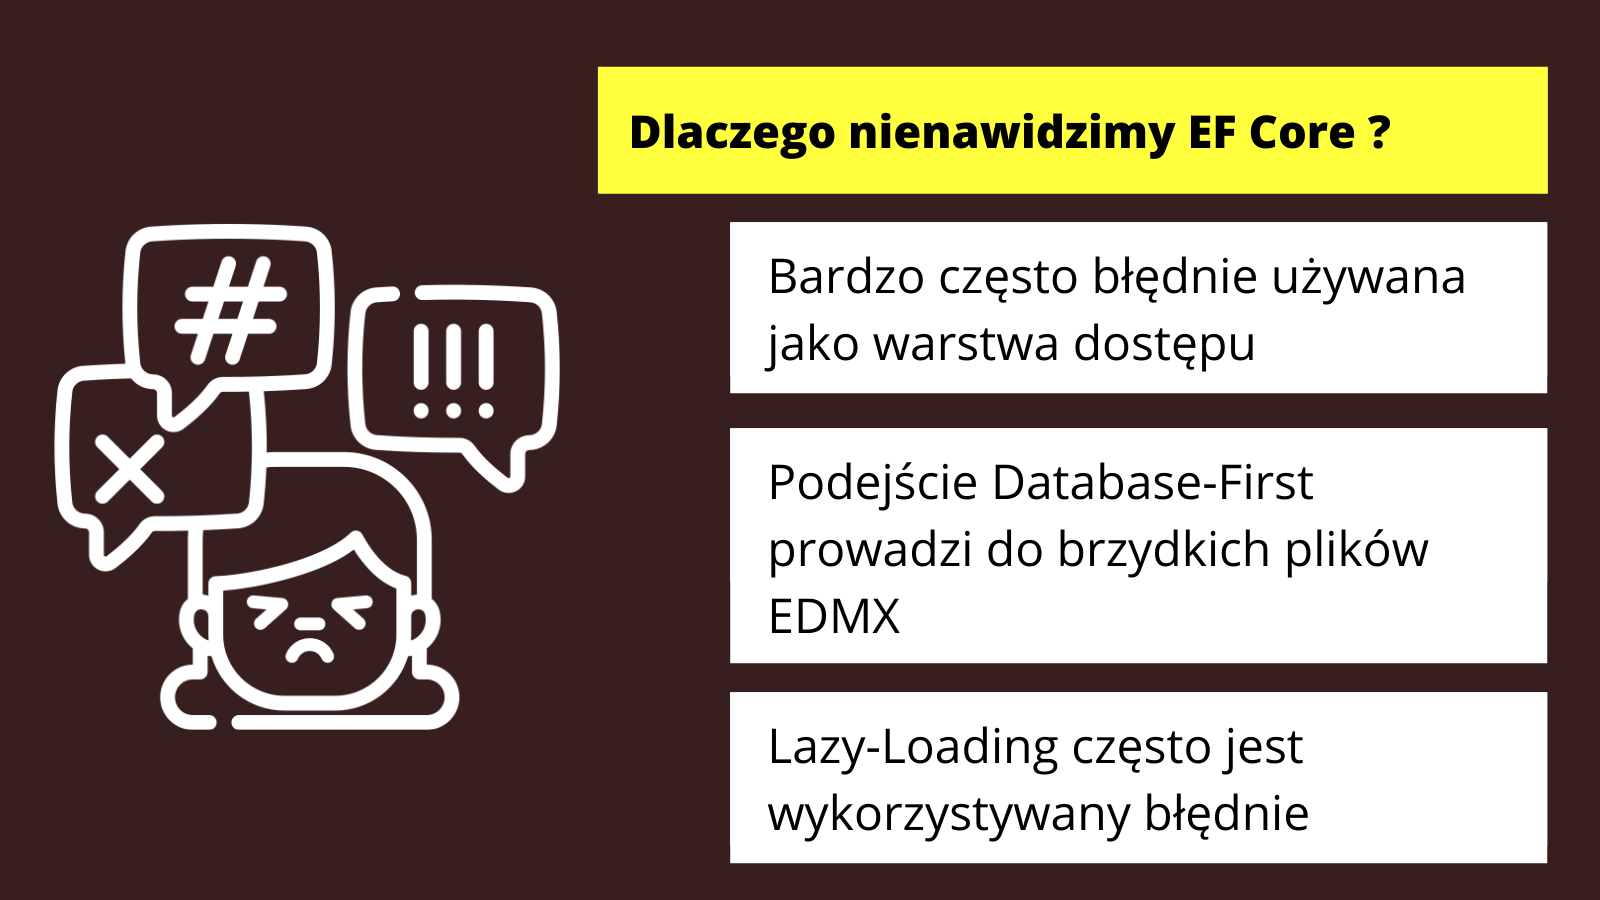 Dlaczego nienawidzimy EF Core ?
Bardzo często błędnie używana
jako warstwa dostępu
Podejście Database-First
prowadzi do brzydkich plików
EDMX
Lazy-Loading często jest
wykorzystywany błędnie
#
!!!